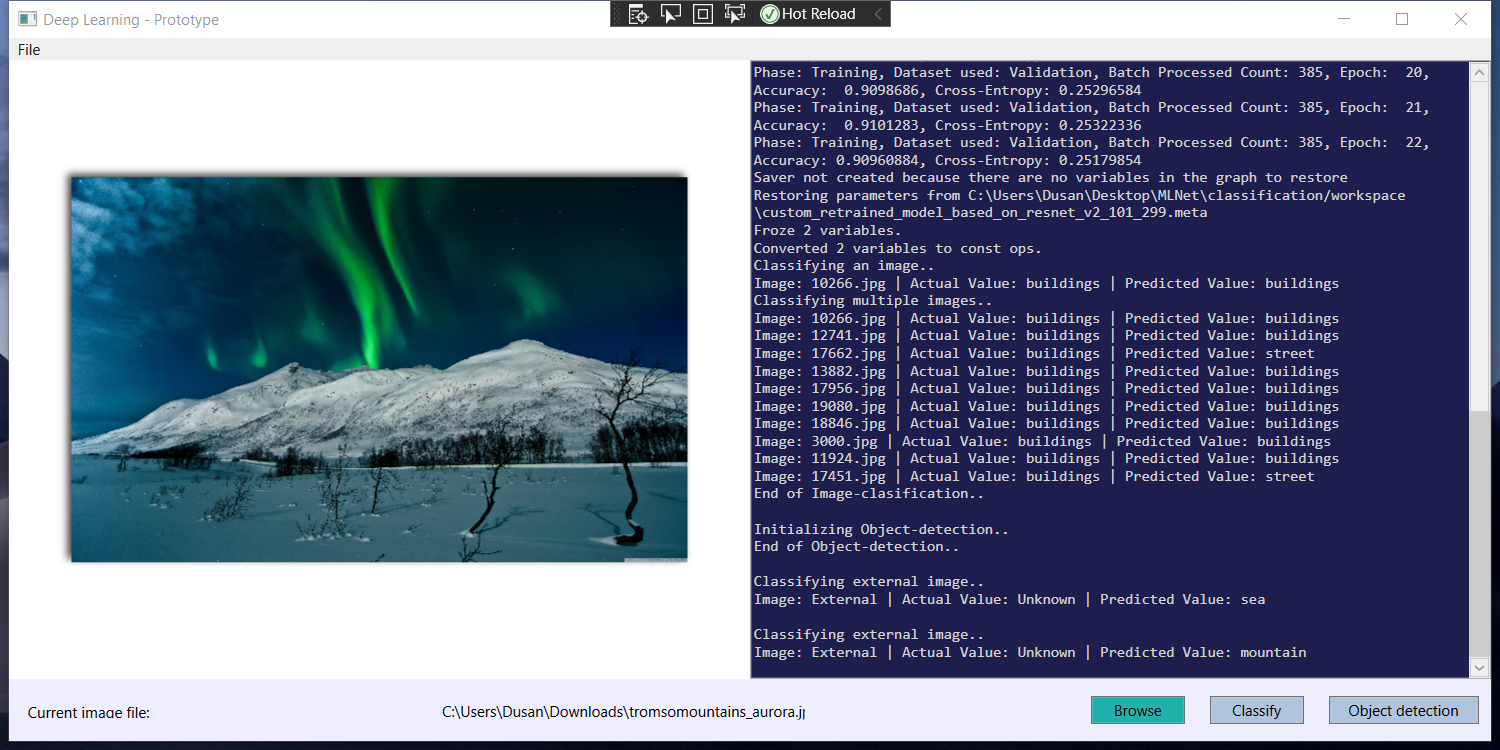 Deep Learning - Prototype
Hot Reload
File
Phase: Training, Dataset used: Validation, Batch Processed Count: 385, Epoch:  20,
Accuracy:  0.9098686, Cross-Entropy: 0.25296584
Phase: Training, Dataset used: Validation, Batch Processed Count: 385, Epoch:  21,
Accuracy:  0.9101283, Cross-Entropy: 0.25322336
Phase: Training, Dataset used: Validation, Batch Processed Count: 385, Epoch:  22,
Accuracy: 0.90960884, Cross-Entropy: 0.25179854
Saver not created because there are no variables in the graph to restore
Restoring parameters from C:\Users\Dusan\Desktop\MLNet\classification/workspace
\custom_retrained_model_based_on_resnet_v2_101_299.meta
Froze 2 variables.
Converted 2 variables to const ops.
Classifying an image..
Image: 10266.jpg | Actual Value: buildings | Predicted Value: buildings
Classifying multiple images..
Image: 10266.jpg | Actual Value: buildings | Predicted Value: buildings
Image: 12741.jpg | Actual Value: buildings | Predicted Value: buildings
Image: 17662.jpg | Actual Value: buildings | Predicted Value: street
Image: 13882.jpg | Actual Value: buildings | Predicted Value: buildings
Image: 17956.jpg | Actual Value: buildings | Predicted Value: buildings
Image: 19080.jpg | Actual Value: buildings | Predicted Value: buildings
Image: 18846.jpg | Actual Value: buildings | Predicted Value: buildings
Image: 3000.jpg | Actual Value: buildings | Predicted Value: buildings
Image: 11924.jpg | Actual Value: buildings | Predicted Value: buildings
Image: 17451.jpg | Actual Value: buildings | Predicted Value: street
End of Image-clasification..
Initializing Object-detection..
End of Object-detection..
Classifying external image..
Image: External | Actual Value: Unknown | Predicted Value: sea
Classifying external image..
Image: External | Actual Value: Unknown | Predicted Value: mountain
Current image file:
C:\Users\Dusan\Downloads\tromsomountains_aurora.j
Browse
Classify
Object detection